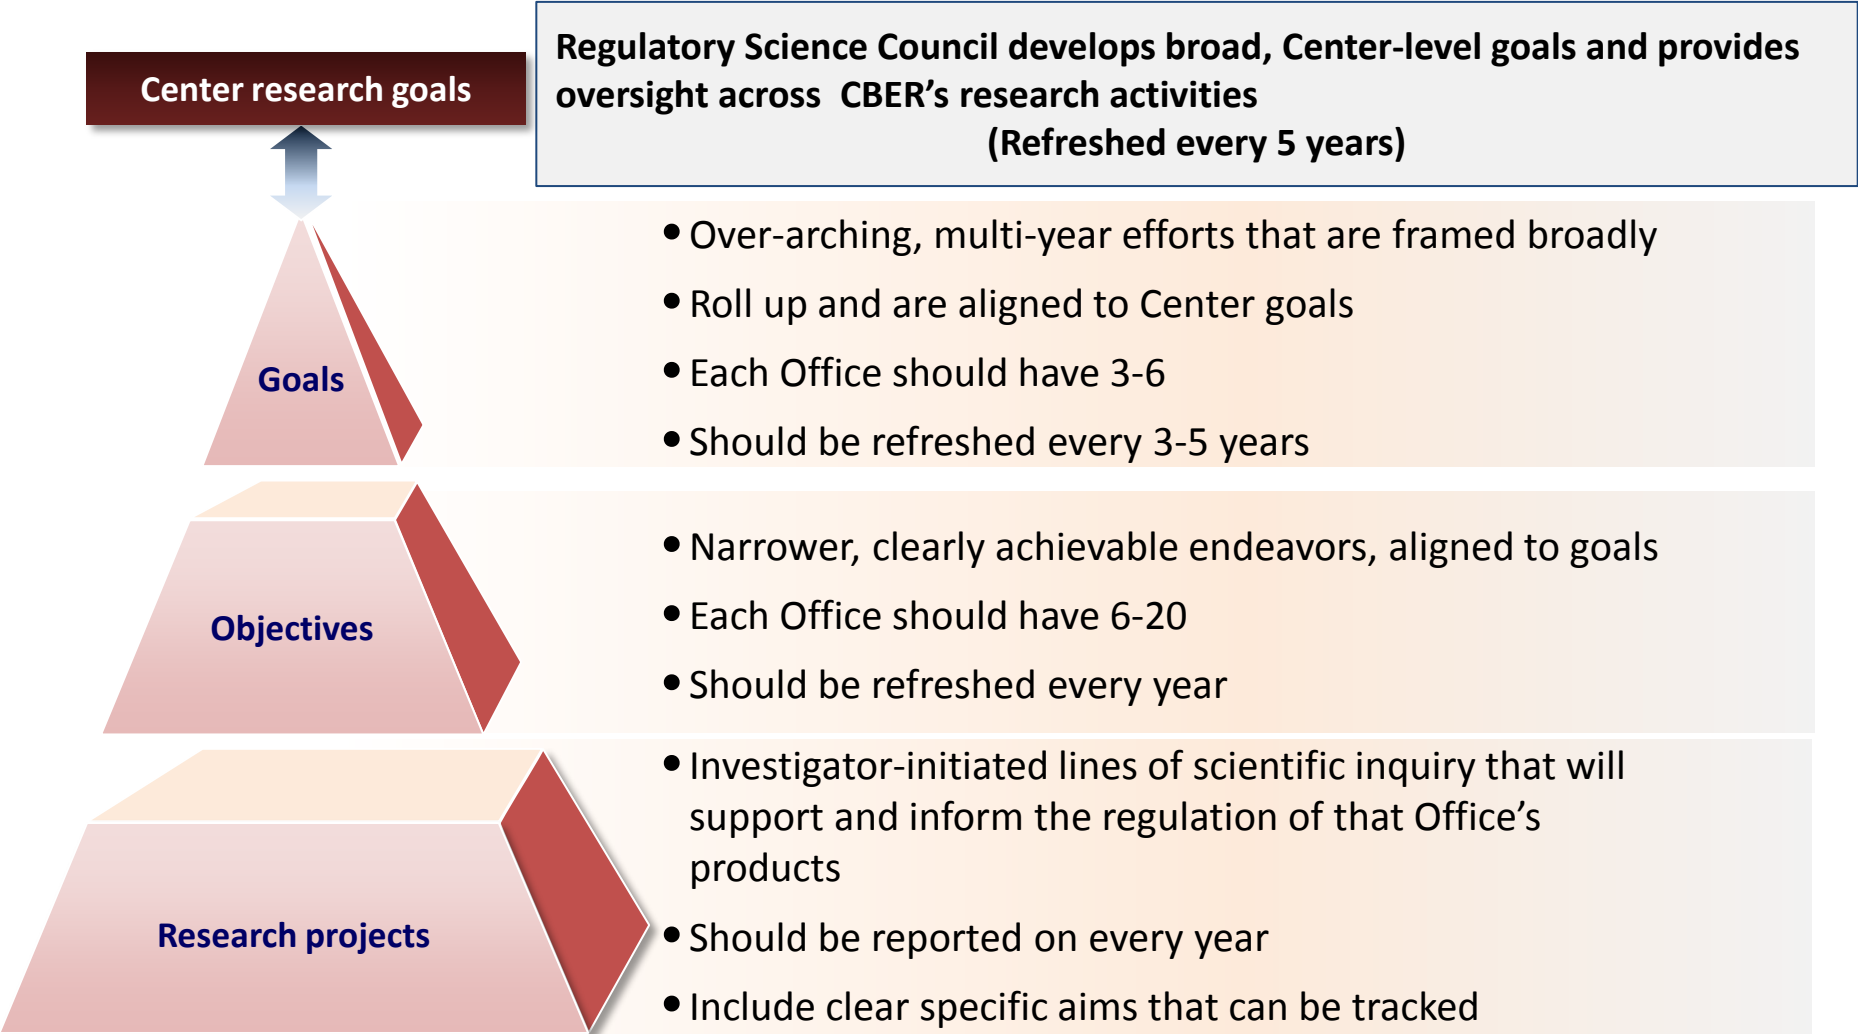 Center research goals
Regulatory Science Council develops broad, Center-level goals and provides
oversight across  CBER's research activities
(Refreshed every 5 years)
Goals
• Over-arching, multi-year efforts that are framed broadly
• Roll up and are aligned to Center goals
• Each Office should have 3-6
• Should be refreshed every 3-5 years
Objectives
• Narrower, clearly achievable endeavors, aligned to goals
• Each Office should have 6-20
• Should be refreshed every year
Research projects
• Investigator-initiated lines of scientific inquiry that will
support and inform the regulation of that Office’s
products
• Should be reported on every year
• Include clear specific aims that can be tracked